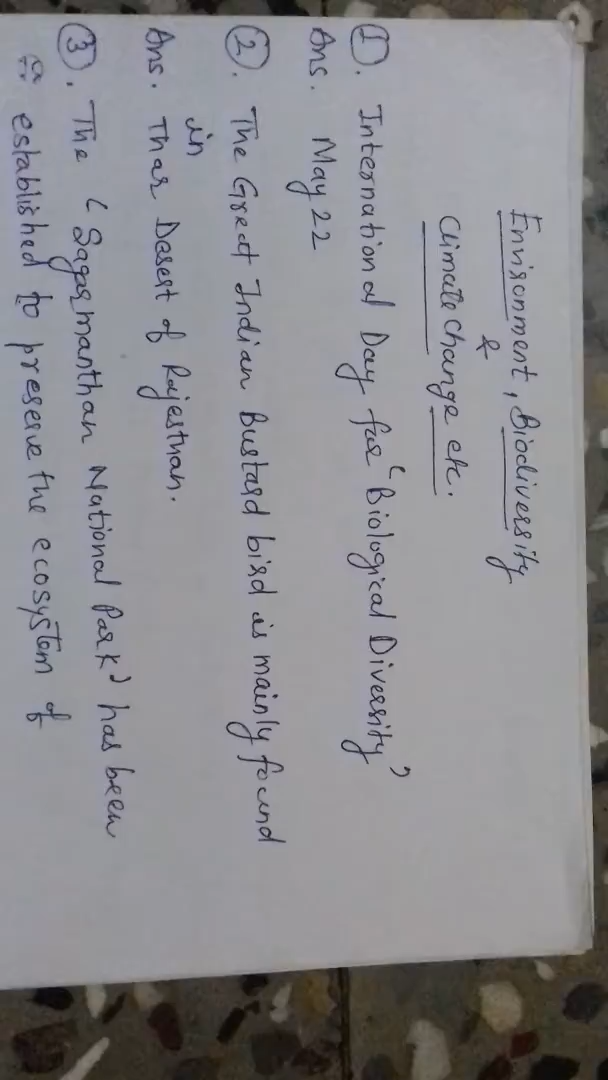 Environment, Biodiversity
&
Climate change etc.
①. International Day for 'Biological Diversity'
Ans. May 22
②. The Great Indian Bustard bird is mainly found
in
Ans. Thar Desert of Rajesthan.
③. The 'Sagarmanthan National Park' has been
established to preserve the ecosystem of